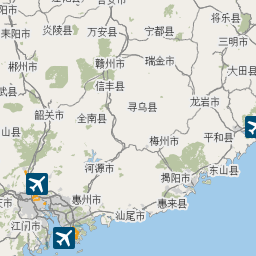 将乐县
炎陵县
万安县
宁都县
耒阳市
三明市
赣州市
瑞金市
郴州市
大田县
信丰县
寻乌县
龙岩市
韶关市
全南县
平和县
梅州市
河源市
揭阳市
东山县
惠州市
惠来县
汕尾市
江门市